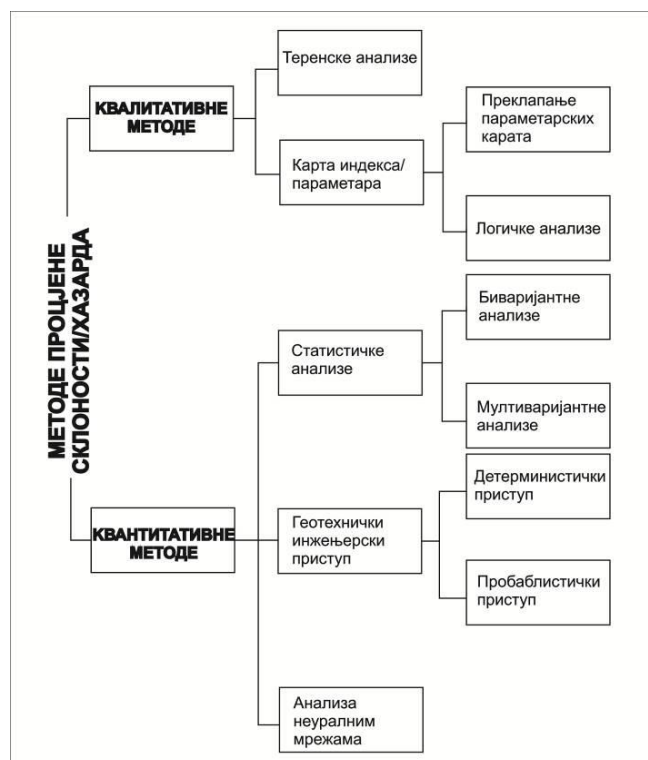 МЕТОДЕ ПРОЦЈЕНЕ
СКЛОНОСТИ/ХАЗАРДА
КВАЛИТАТИВНЕ
МЕТОДЕ
Теренске анализе
Карта индекса/
параметара
Преклапање
параметарских
карата
Логичке анализе
КВАНТИТАТИВНЕ
МЕТОДЕ
Статистичке
анализе
Биваријантне
анализе
Мултиваријантне
анализе
Геотехнички
инжењерски
приступ
Детерминистички
приступ
Пробаблистички
приступ
Анализа
неуралним
мрежама